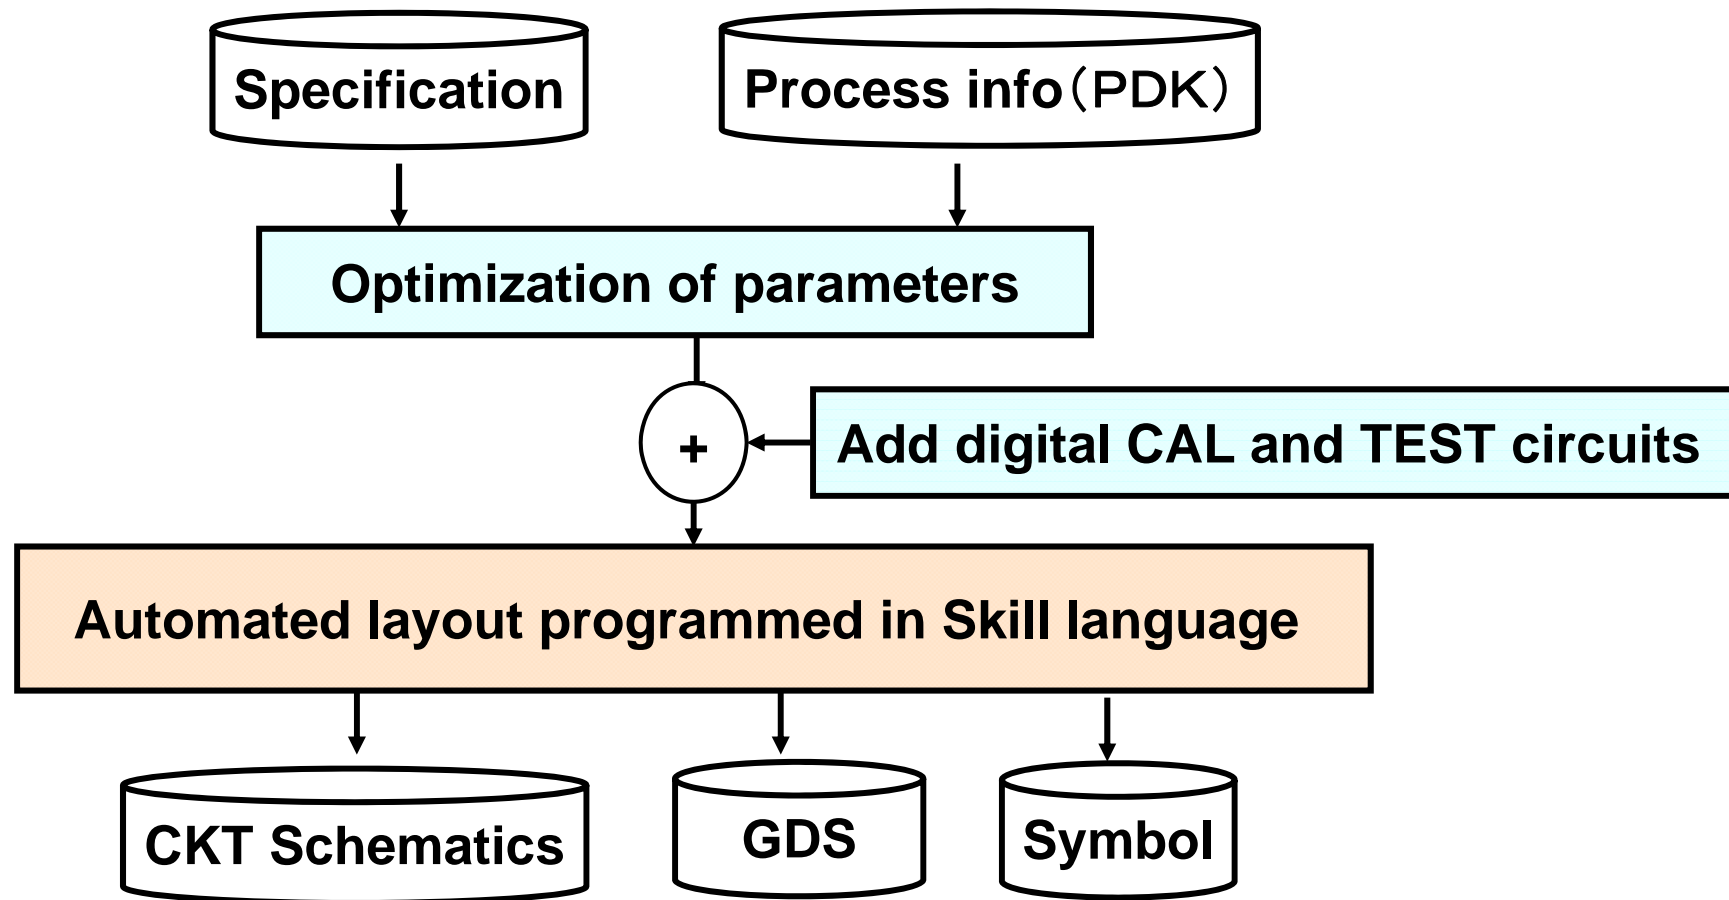 Specification
Process info（PDK）
Optimization of parameters
+
Add digital CAL and TEST circuits
Automated layout programmed in Skill language
CKT Schematics
GDS
Symbol